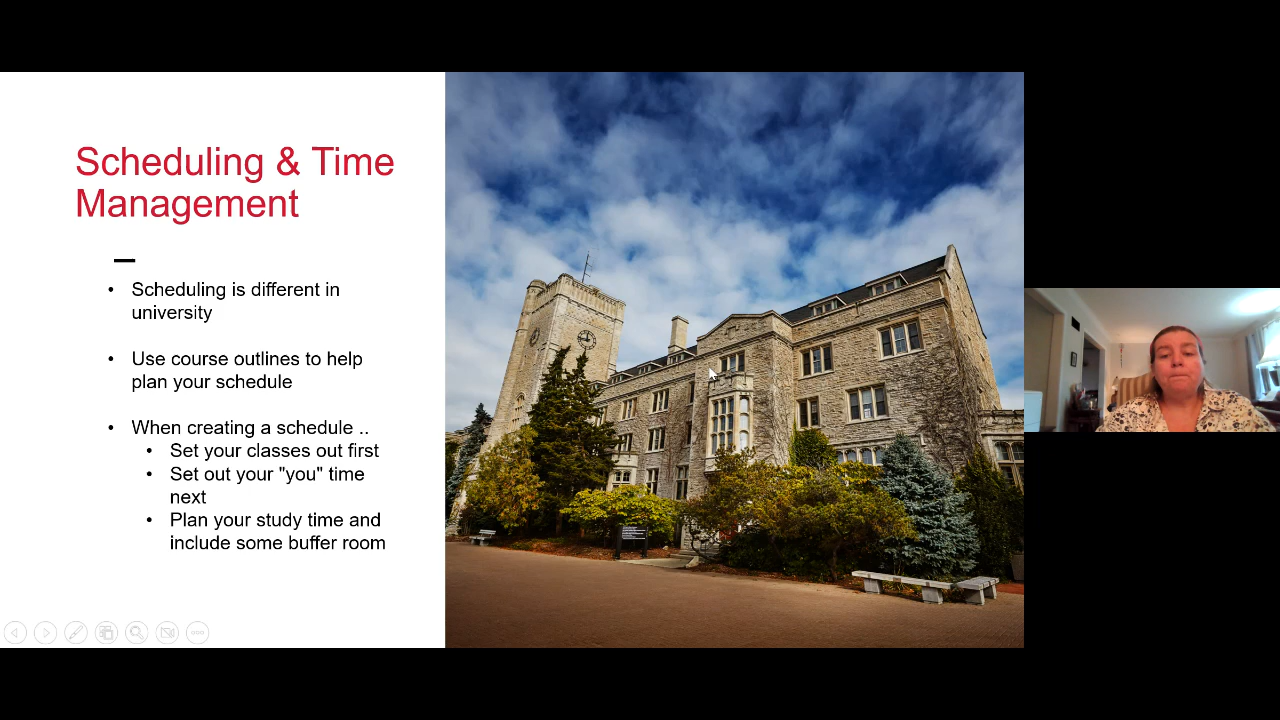 Scheduling & Time
Management
Scheduling is different in
university
Use course outlines to help
plan your schedule
When creating a schedule ..
Set your classes out first
Set out your "you" time
next
Plan your study time and
include some buffer room